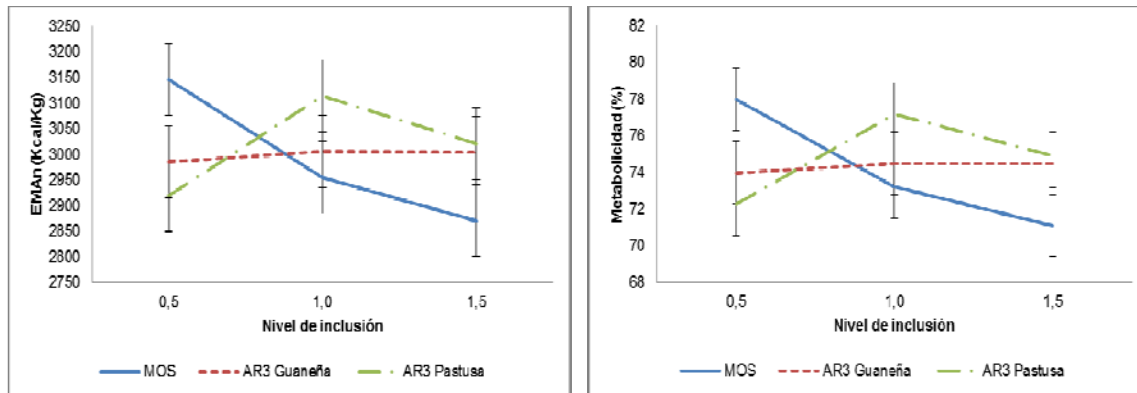 EMAn (Kcal/Kg)
3250
3200
3150
3100
3050
3000
2950
2900
2850
2800
2750
0,5 1,0 1,5
Nivel de inclusión
MOS AR3 Guaneña AR3 Pastusa
Metabolicidad (%)
82
80
78
76
74
72
70
68
0,5 1,0 1,5
Nivel de inclusión
MOS AR3 Guaneña AR3 Pastusa